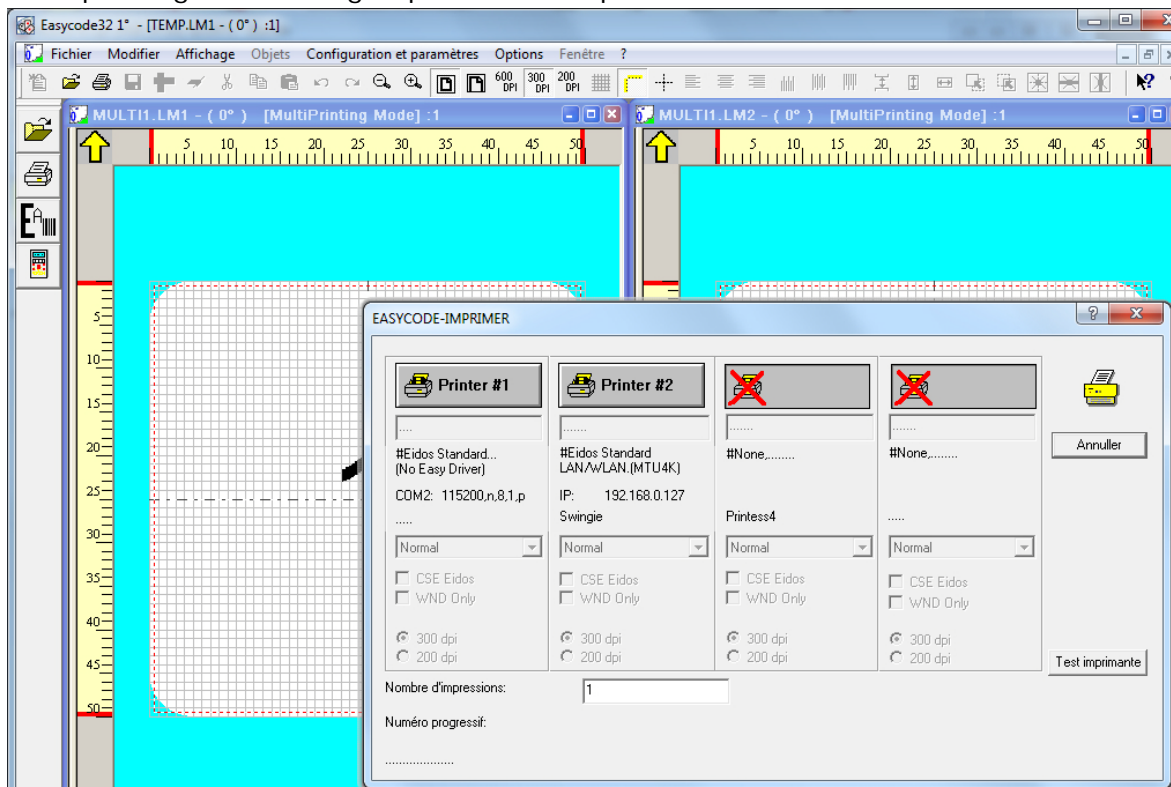 Easycode32 1° - [TEMP.LM1 - ( 0° ) :1]
Fichier Modifier Affichage Objets Configuration et paramètres Options Fenêtre ?
600 DPI 300 DPI 200 DPI
MULTI1.LM1 - ( 0° ) [MultiPrinting Mode] :1
MULTI1.LM2 - ( 0° ) [MultiPrinting Mode] :1
5 10 15 20 25 30 35 40 45 50
5 10 15 20 25 30 35 40 45 50
5
10
15
20
25
30
35
40
45
50
EASYCODE-IMPRIMER
Printer #1 Printer #2
.... ....... ....... .......
#Eidos Standard... #Eidos Standard #None,........ #None,........
(No Easy Driver) LAN/WLAN.(MTU4K)
COM2: 115200,n,8,1,p IP: 192.168.0.127
..... Swingie Printess4 .....
Normal Normal Normal Normal
CSE Eidos CSE Eidos CSE Eidos CSE Eidos
WND Only WND Only WND Only WND Only
300 dpi 300 dpi 300 dpi 300 dpi
200 dpi 200 dpi 200 dpi 200 dpi
Annuller
Test imprimante
Nombre d'impressions: 1
Numéro progressif:
.....................